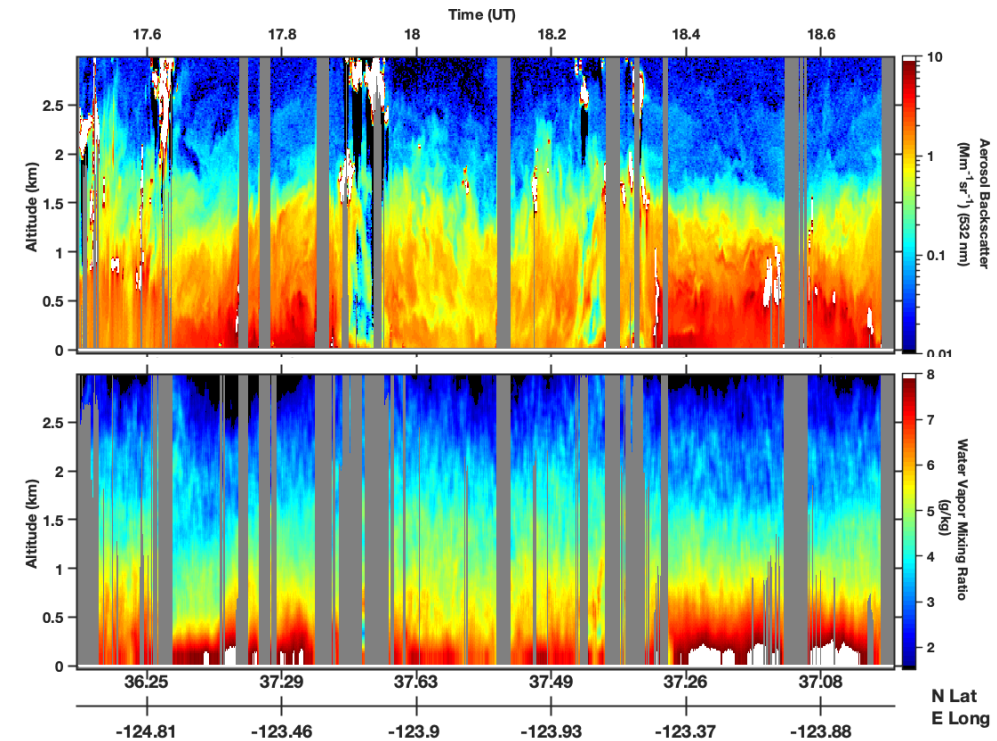 Time (UT)
17.6 17.8 18 18.2 18.4 18.6
2.5
2
1.5
1
0.5
0
Altitude (km)
10
1
0.1
0.01
Aerosol Backscatter
(Mm⁻¹ sr⁻¹) (532 nm)
2.5
2
1.5
1
0.5
0
Altitude (km)
8
7
6
5
4
3
2
Water Vapor Mixing Ratio
(g/kg)
36.25 37.29 37.63 37.49 37.26 37.08
N Lat
E Long
-124.81 -123.46 -123.9 -123.93 -123.37 -123.88